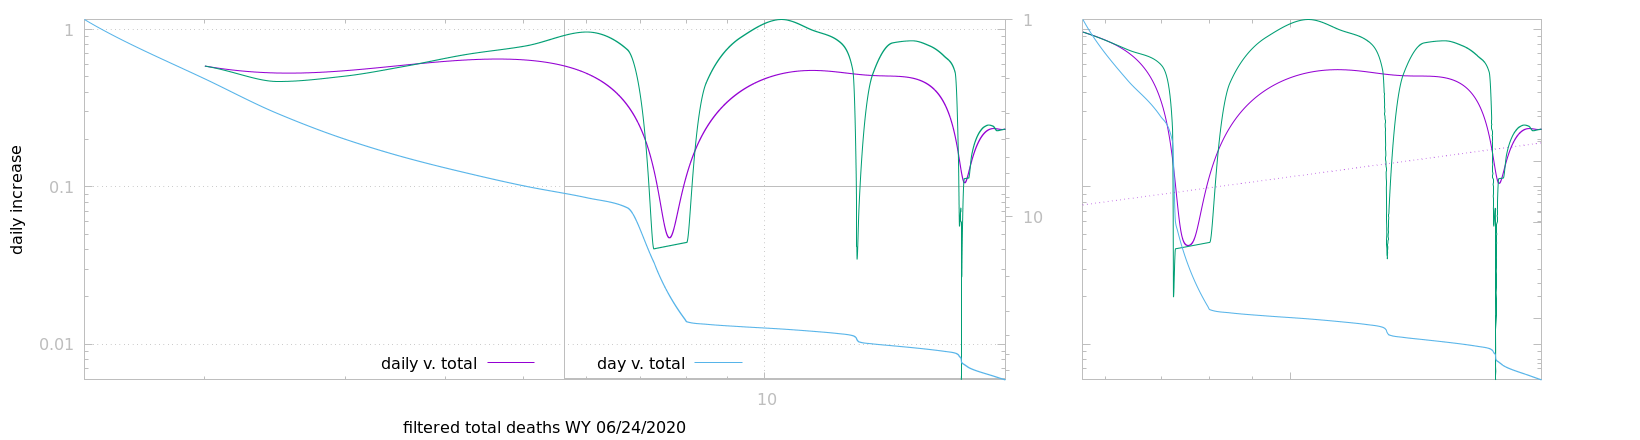 1
0.1
0.01
daily increase
daily v. total
day v. total
10
filtered total deaths WY 06/24/2020
1
10